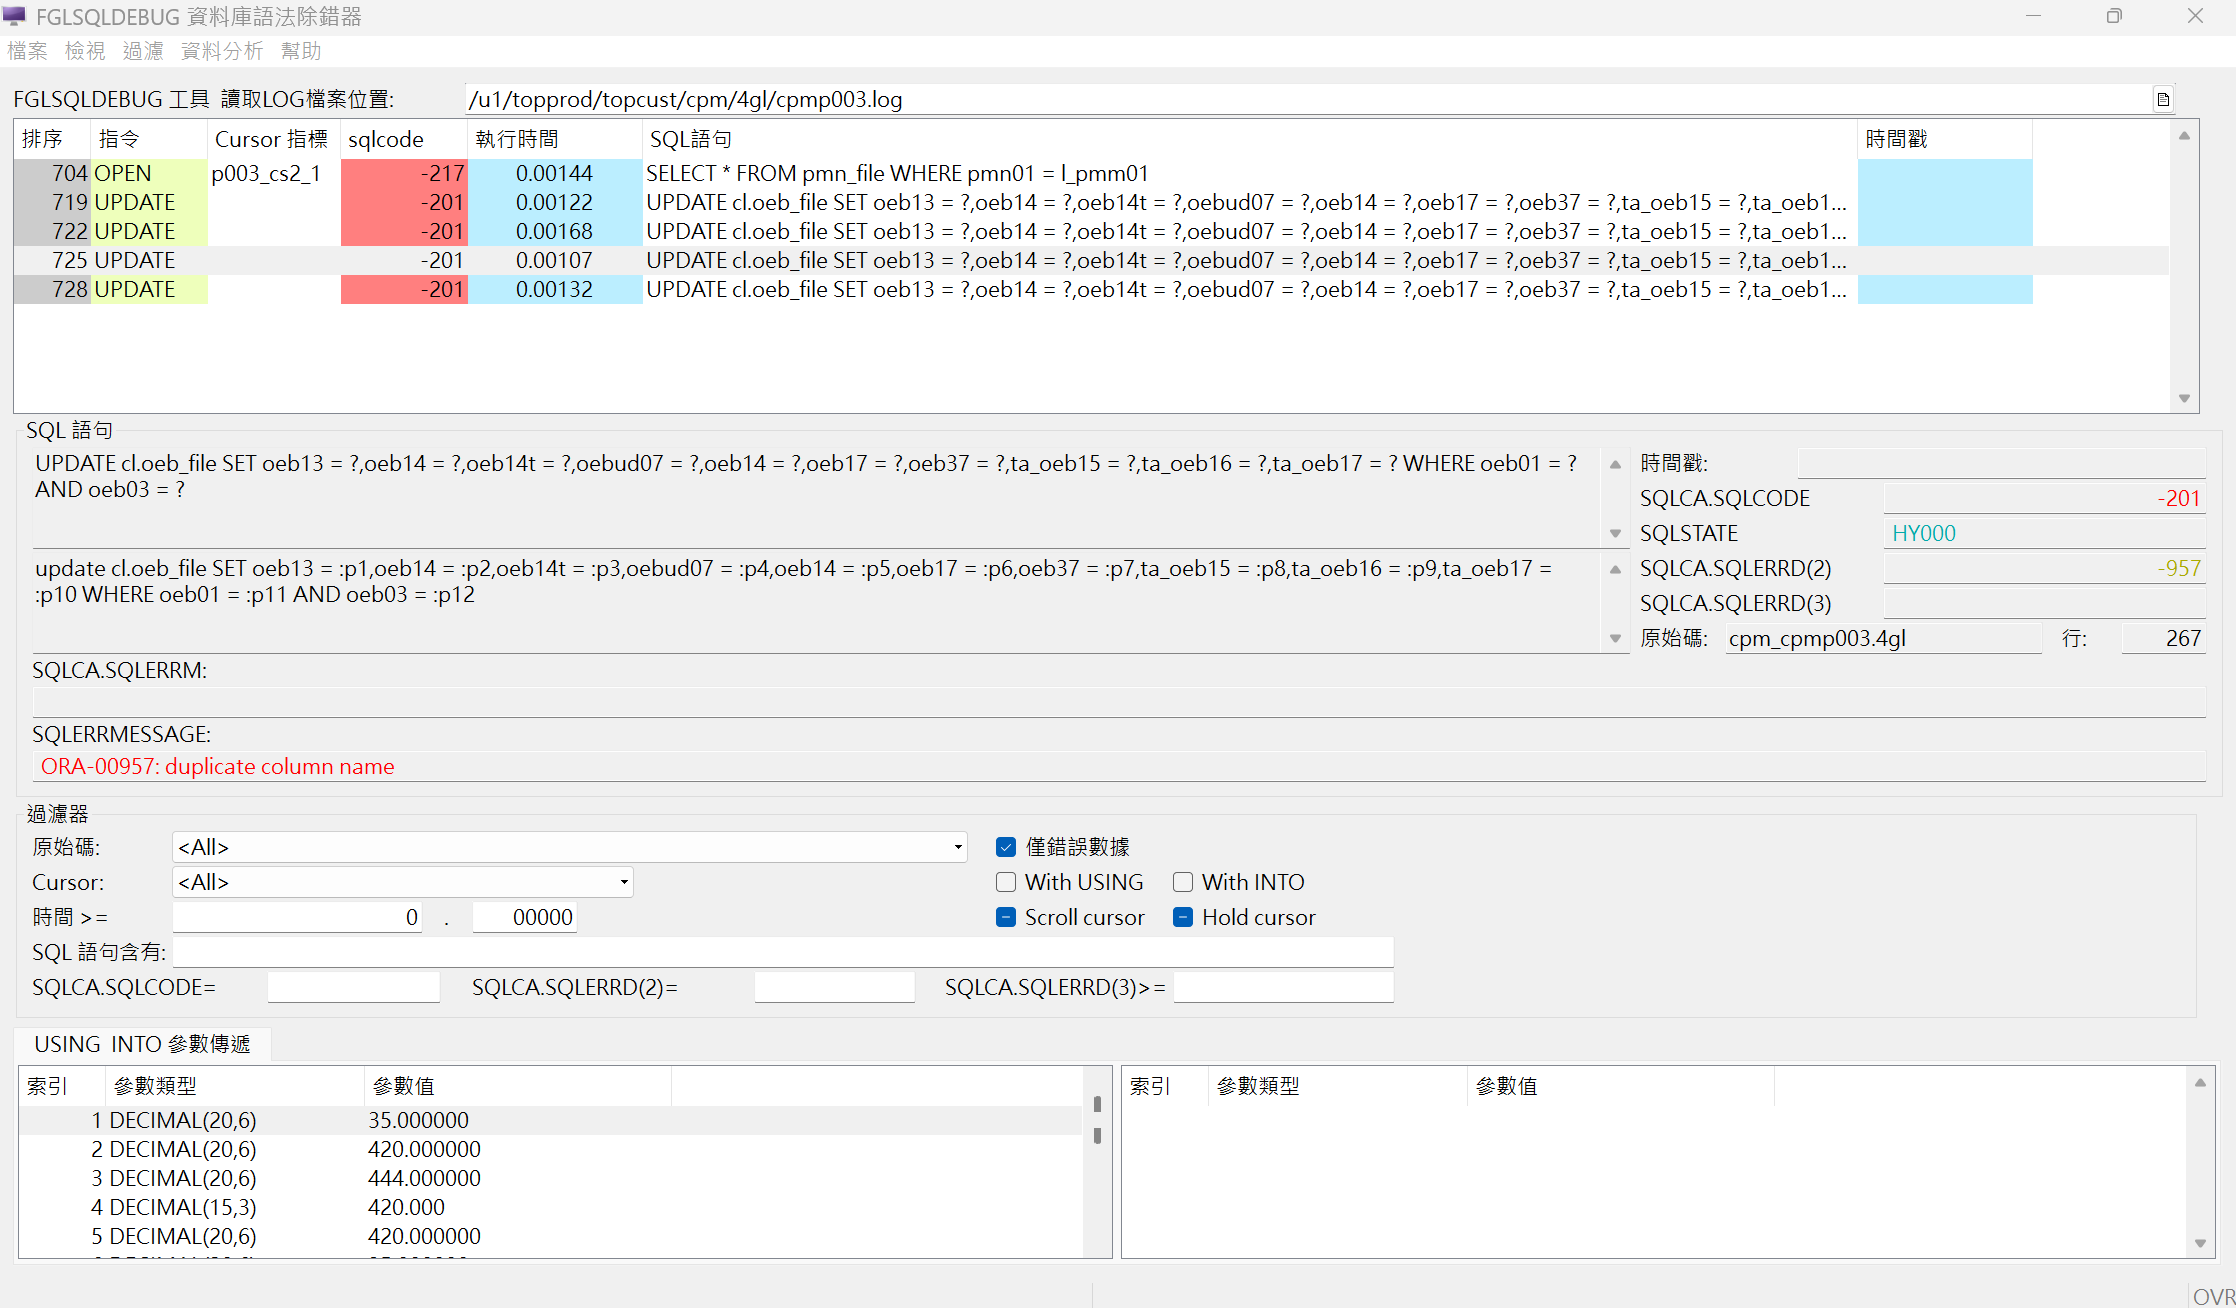 FGLSQLDEBUG 資料庫語法除錯器
檔案 檢視 過濾 資料分析 幫助
FGLSQLDEBUG 工具 讀取LOG檔案位置: /u1/topprod/topcust/cpm/4gl/cpmp003.log
排序 指令 Cursor 指標 sqlcode 執行時間 SQL語句 時間戳
704 OPEN p003_cs2_1 -217 0.00144 SELECT * FROM pmn_file WHERE pmn01 = l_pmm01
719 UPDATE -201 0.00122 UPDATE cl.oeb_file SET oeb13 = ?,oeb14 = ?,oeb14t = ?,oebud07 = ?,oeb14 = ?,oeb17 = ?,oeb37 = ?,ta_oeb15 = ?,ta_oeb1...
722 UPDATE -201 0.00168 UPDATE cl.oeb_file SET oeb13 = ?,oeb14 = ?,oeb14t = ?,oebud07 = ?,oeb14 = ?,oeb17 = ?,oeb37 = ?,ta_oeb15 = ?,ta_oeb1...
725 UPDATE -201 0.00107 UPDATE cl.oeb_file SET oeb13 = ?,oeb14 = ?,oeb14t = ?,oebud07 = ?,oeb14 = ?,oeb17 = ?,oeb37 = ?,ta_oeb15 = ?,ta_oeb1...
728 UPDATE -201 0.00132 UPDATE cl.oeb_file SET oeb13 = ?,oeb14 = ?,oeb14t = ?,oebud07 = ?,oeb14 = ?,oeb17 = ?,oeb37 = ?,ta_oeb15 = ?,ta_oeb1...
SQL 語句
UPDATE cl.oeb_file SET oeb13 = ?,oeb14 = ?,oeb14t = ?,oebud07 = ?,oeb14 = ?,oeb17 = ?,oeb37 = ?,ta_oeb15 = ?,ta_oeb16 = ?,ta_oeb17 = ? WHERE oeb01 = ?
AND oeb03 = ?
update cl.oeb_file SET oeb13 = :p1,oeb14 = :p2,oeb14t = :p3,oebud07 = :p4,oeb14 = :p5,oeb17 = :p6,oeb37 = :p7,ta_oeb15 = :p8,ta_oeb16 = :p9,ta_oeb17 =
:p10 WHERE oeb01 = :p11 AND oeb03 = :p12
時間戳:
SQLCA.SQLCODE -201
SQLSTATE HY000
SQLCA.SQLERRD(2) -957
SQLCA.SQLERRD(3)
原始碼: cpm_cpmp003.4gl 行: 267
SQLCA.SQLERRM:
SQLERRMESSAGE:
ORA-00957: duplicate column name
過濾器
原始碼: <All> 僅錯誤數據
Cursor: <All> With USING With INTO
時間 >= 0 . 00000 Scroll cursor Hold cursor
SQL 語句含有:
SQLCA.SQLCODE= SQLCA.SQLERRD(2)= SQLCA.SQLERRD(3)>=
USING INTO 參數傳遞
索引 參數類型 參數值
1 DECIMAL(20,6) 35.000000
2 DECIMAL(20,6) 420.000000
3 DECIMAL(20,6) 444.000000
4 DECIMAL(15,3) 420.000
5 DECIMAL(20,6) 420.000000
索引 參數類型 參數值
OVR